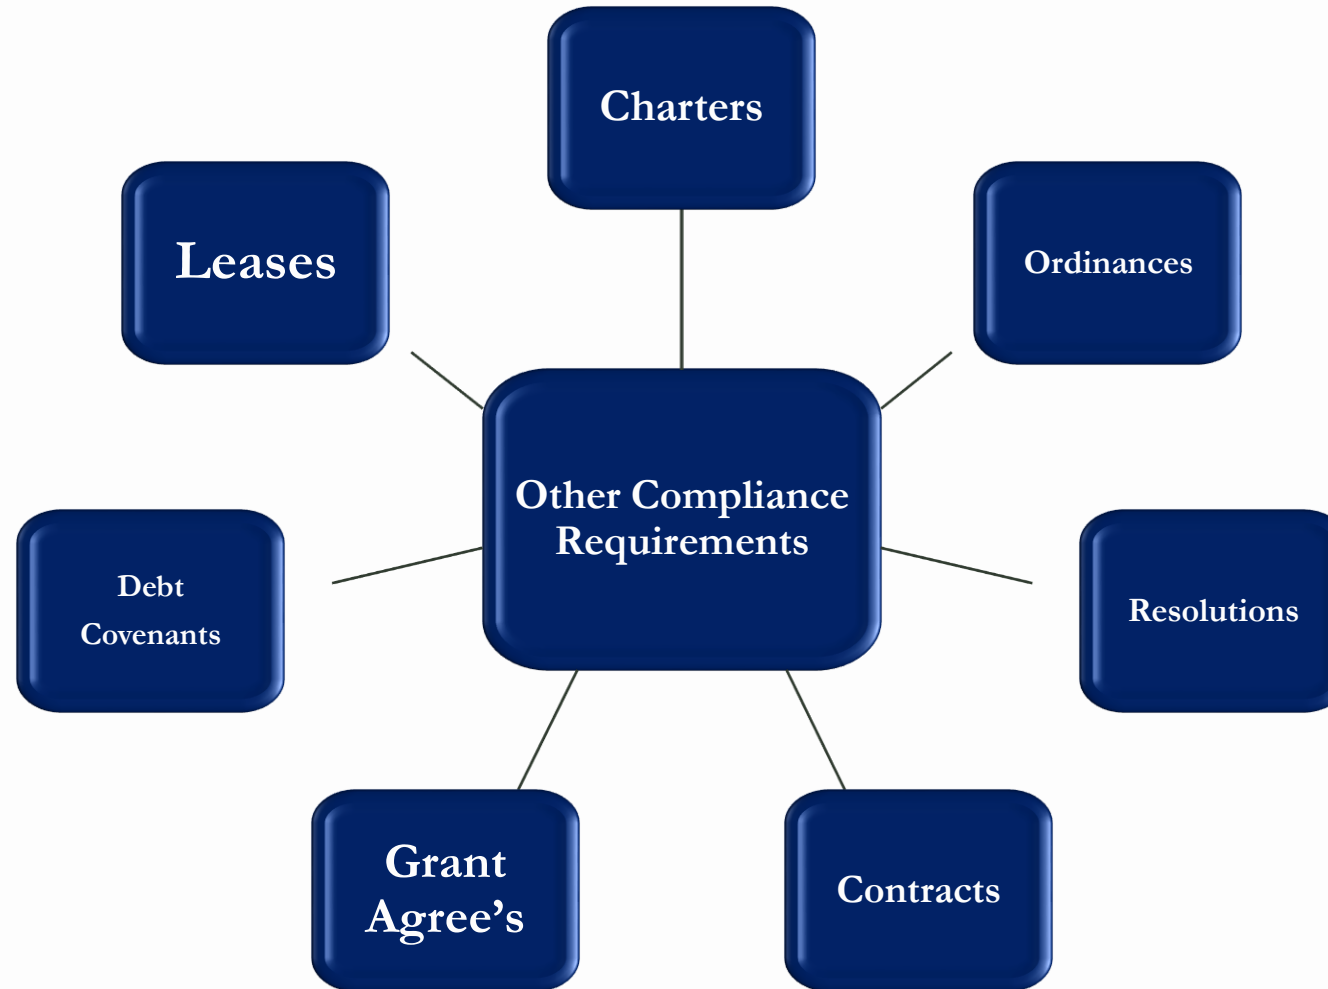 Charters
Leases
Ordinances
Other Compliance
Requirements
Debt
Covenants
Resolutions
Grant
Agree’s
Contracts